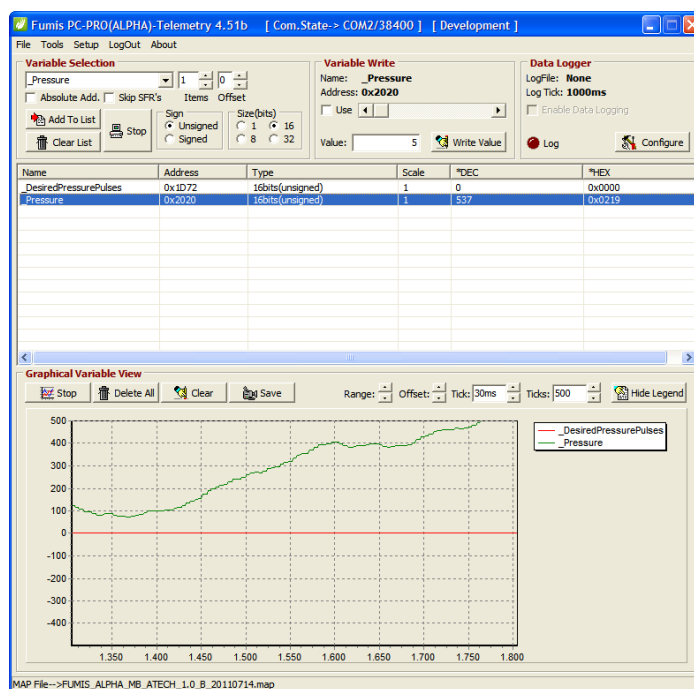 Fumis PC-PRO(ALPHA)-Telemetry 4.51b [ Com.State-> COM2/38400 ] [ Development ]
File Tools Setup LogOut About
Variable Selection
_Pressure 1 0
Absolute Add. Skip SFR's Items Offset
Add To List
Clear List
Stop
Sign
Unsigned
Signed
Size(bits)
1 16
8 32
Variable Write
Name: _Pressure
Address: 0x2020
Use
Value: 5 Write Value
Data Logger
LogFile: None
Log Tick: 1000ms
Enable Data Logging
Log Configure
Name Address Type Scale *DEC *HEX
_DesiredPressurePulses 0x1D72 16bits(unsigned) 1 0 0x0000
_Pressure 0x2020 16bits(unsigned) 1 537 0x0219
Graphical Variable View
Stop Delete All Clear Save Range: Offset: Tick: 30ms Ticks: 500 Hide Legend
500
400
300
200
100
0
-100
-200
-300
-400
1.350 1.400 1.450 1.500 1.550 1.600 1.650 1.700 1.750 1.800
_DesiredPressurePulses
_Pressure
MAP File-->FUMIS_ALPHA_MB_ATECH_1.0_B_20110714.map